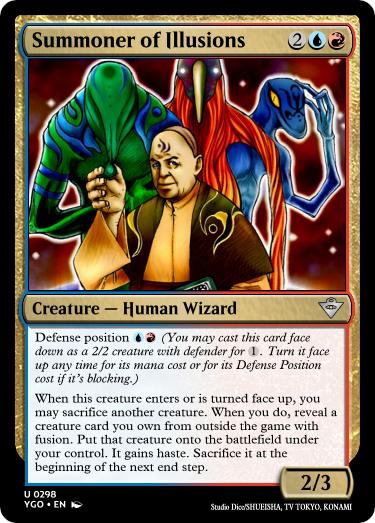 Summoner of Illusions 2
Creature — Human Wizard
Defense position (You may cast this card face
down as a 2/2 creature with defender for 1. Turn it face
up any time for its mana cost or for its Defense Position
cost if it's blocking.)
When this creature enters or is turned face up, you
may sacrifice another creature. When you do, reveal a
creature card you own from outside the game with
fusion. Put that creature onto the battlefield under
your control. It gains haste. Sacrifice it at the
beginning of the next end step.
2/3
U 0298
YGO • EN
Studio Dice/SHUEISHA, TV TOKYO, KONAMI